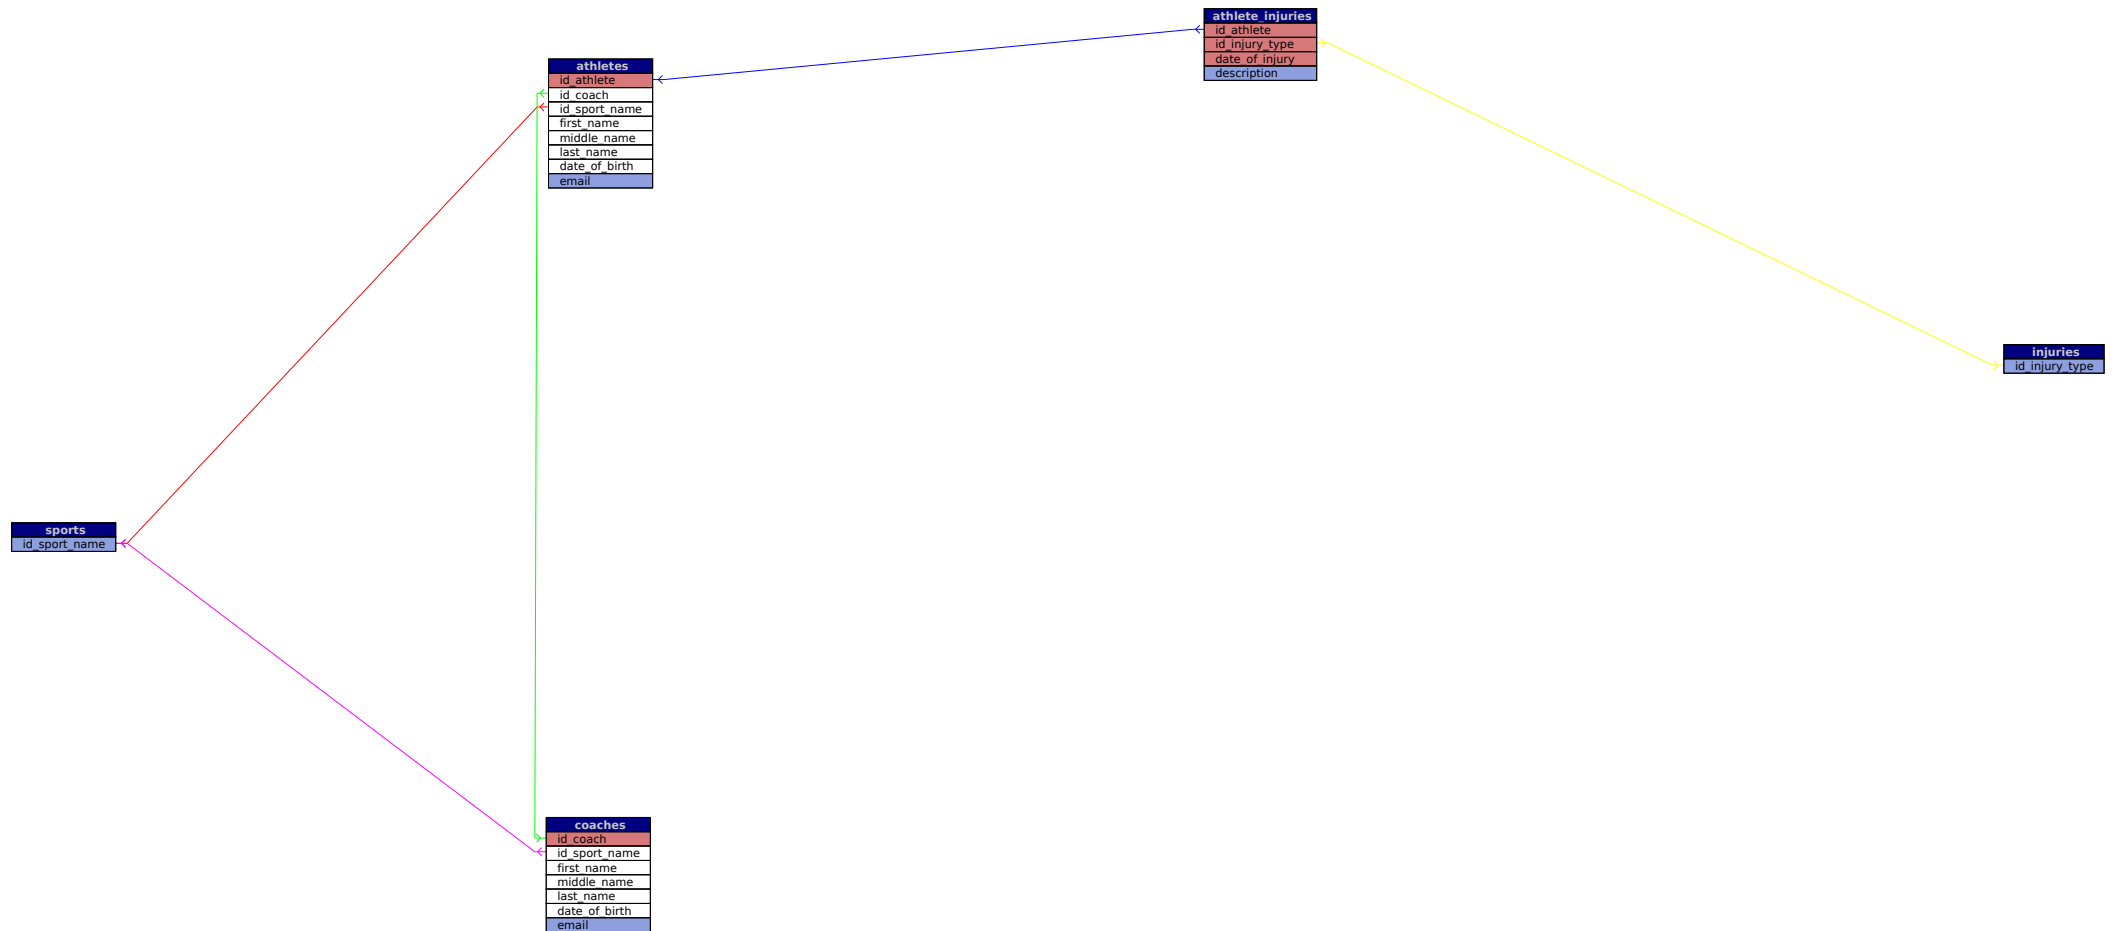 athlete_injuries
id_athlete
id_injury_type
date_of_injury
description
athletes
id_athlete
id_coach
id_sport_name
first_name
middle_name
last_name
date_of_birth
email
injuries
id_injury_type
sports
id_sport_name
coaches
id_coach
id_sport_name
first_name
middle_name
last_name
date_of_birth
email